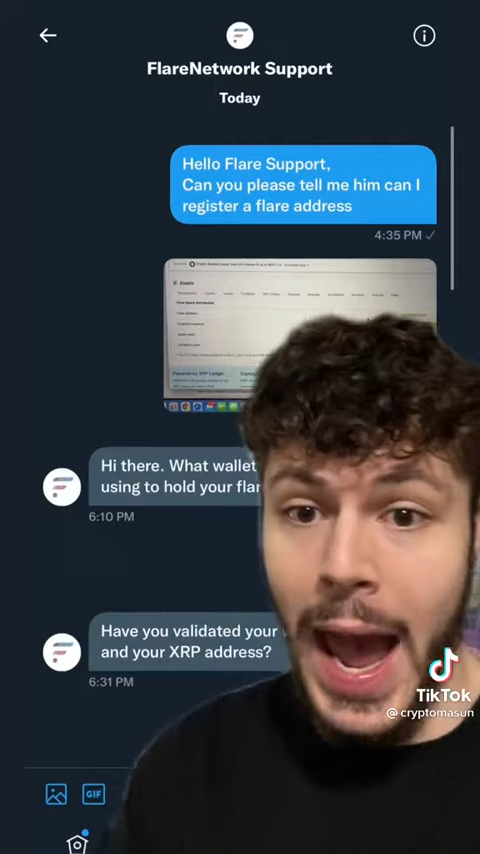 FlareNetwork Support
Today
Hello Flare Support,
Can you please tell me him can I
register a flare address
4:35 PM
Assets
Hi there. What wallet
using to hold your flar
6:10 PM
Have you validated your
and your XRP address?
6:31 PM
GIF
TikTok
@cryptomasun